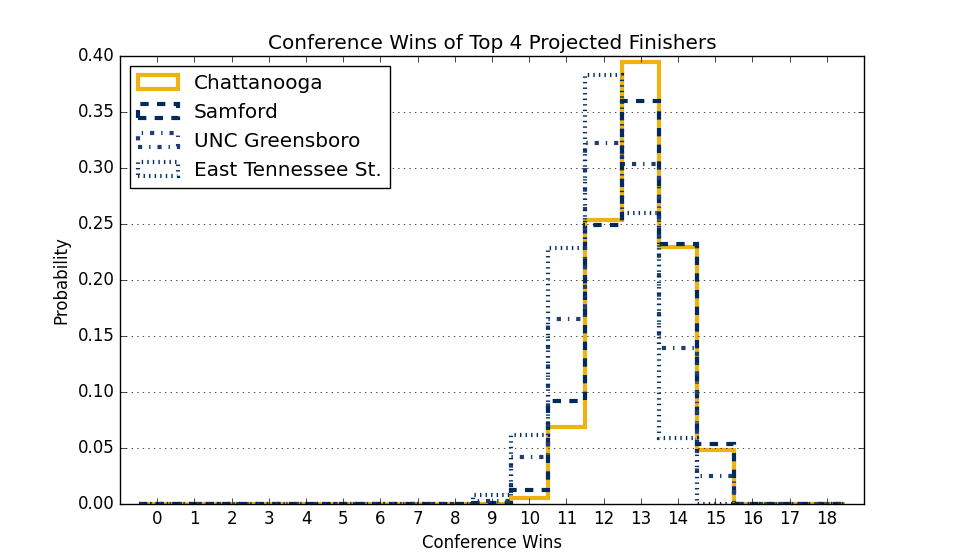 Conference Wins of Top 4 Projected Finishers
0.40
0.35
0.30
0.25
0.20
0.15
0.10
0.05
0.00
Probability
Chattanooga
Samford
UNC Greensboro
East Tennessee St.
0 1 2 3 4 5 6 7 8 9 10 11 12 13 14 15 16 17 18
Conference Wins